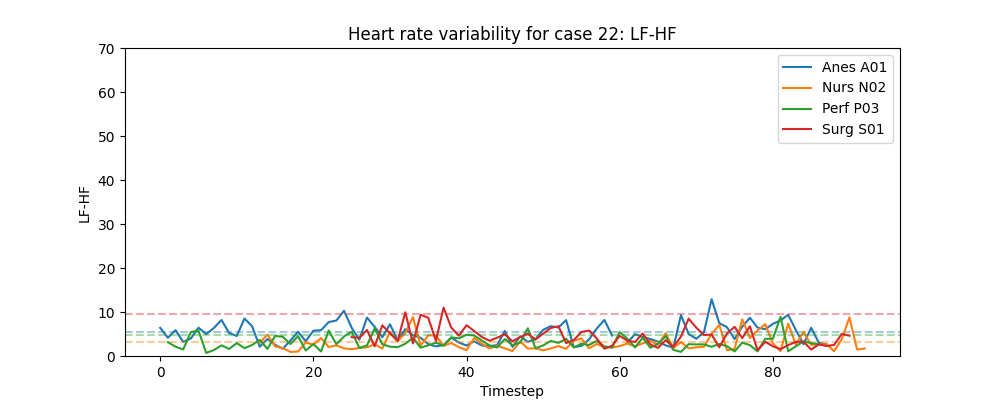 Heart rate variability for case 22: LF-HF
70
60
50
40
30
20
10
0
LF-HF
Anes A01
Nurs N02
Perf P03
Surg S01
0 20 40 60 80
Timestep